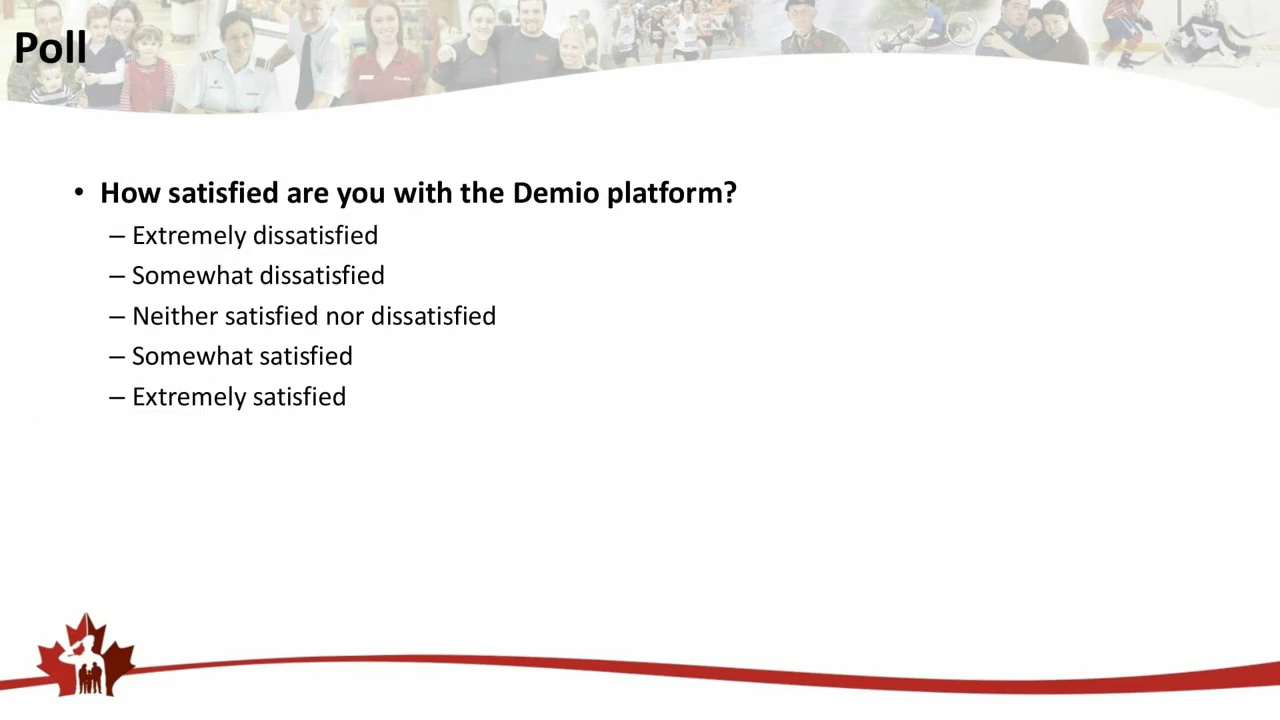 Poll
• How satisfied are you with the Demio platform?
– Extremely dissatisfied
– Somewhat dissatisfied
– Neither satisfied nor dissatisfied
– Somewhat satisfied
– Extremely satisfied